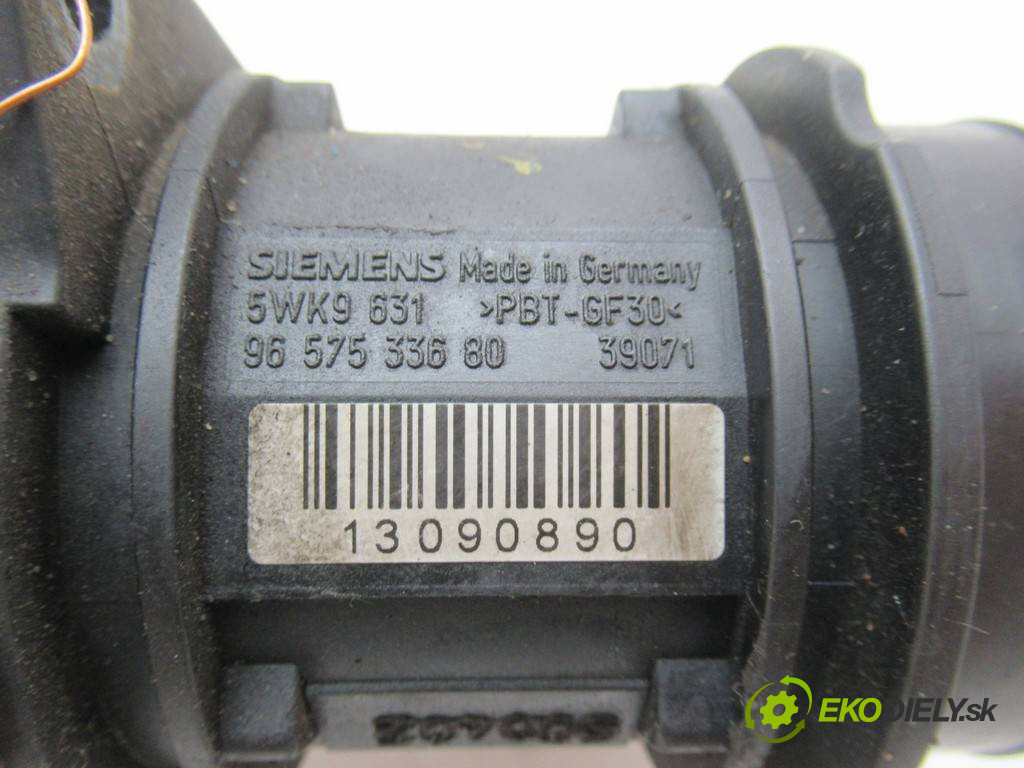 SIEMENS Made in Germany
5WK9 631 >PBT-GF30<
96 575 336 80 39071
13090890
EKODIELY.sk